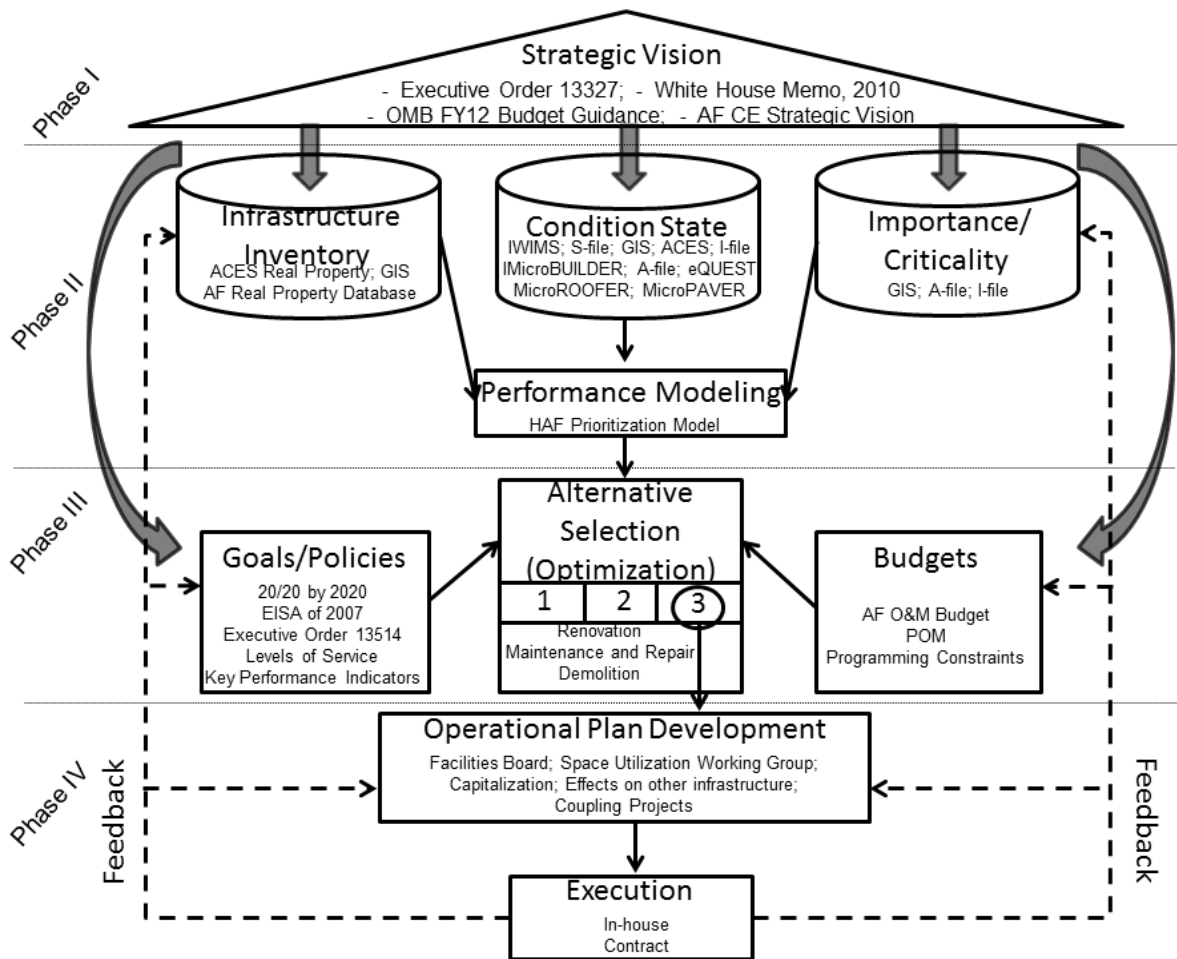 Phase I
Strategic Vision
- Executive Order 13327; - White House Memo, 2010
- OMB FY12 Budget Guidance; - AF CE Strategic Vision
Phase II
Infrastructure
Inventory
ACES Real Property; GIS
AF Real Property Database
Condition State
IWIMS; S-file; GIS; ACES; I-file
IMicroBUILDER; A-file; eQUEST
MicroROOFER; MicroPAVER
Importance/
Criticality
GIS; A-file; I-file
Performance Modeling
HAF Prioritization Model
Phase III
Goals/Policies
20/20 by 2020
EISA of 2007
Executive Order 13514
Levels of Service
Key Performance Indicators
Alternative
Selection
(Optimization)
1 2 3
Renovation
Maintenance and Repair
Demolition
Budgets
AF O&M Budget
POM
Programming Constraints
Phase IV
Operational Plan Development
Facilities Board; Space Utilization Working Group;
Capitalization; Effects on other infrastructure;
Coupling Projects
Feedback
Feedback
Execution
In-house
Contract